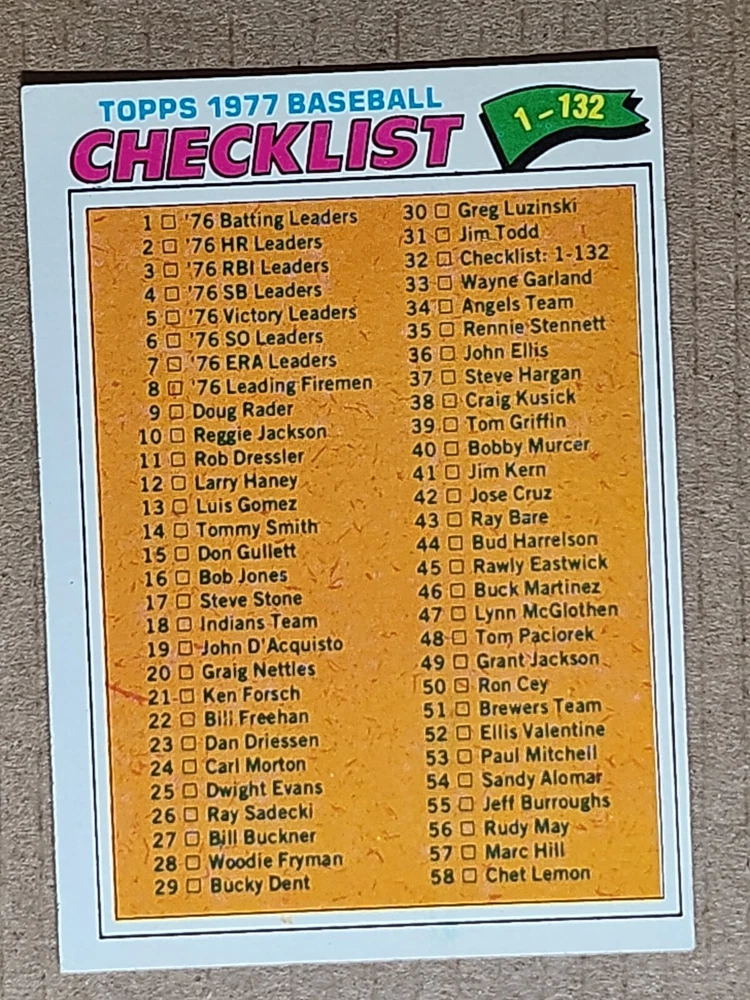 TOPPS 1977 BASEBALL
CHECKLIST
1-132
1 '76 Batting Leaders
2 '76 HR Leaders
3 '76 RBI Leaders
4 '76 SB Leaders
5 '76 Victory Leaders
6 '76 SO Leaders
7 '76 ERA Leaders
8 '76 Leading Firemen
9 Doug Rader
10 Reggie Jackson
11 Rob Dressler
12 Larry Haney
13 Luis Gomez
14 Tommy Smith
15 Don Gullett
16 Bob Jones
17 Steve Stone
18 Indians Team
19 John D'Acquisto
20 Graig Nettles
21 Ken Forsch
22 Bill Freehan
23 Dan Driessen
24 Carl Morton
25 Dwight Evans
26 Ray Sadecki
27 Bill Buckner
28 Woodie Fryman
29 Bucky Dent
30 Greg Luzinski
31 Jim Todd
32 Checklist: 1-132
33 Wayne Garland
34 Angels Team
35 Rennie Stennett
36 John Ellis
37 Steve Hargan
38 Craig Kusick
39 Tom Griffin
40 Bobby Murcer
41 Jim Kern
42 Jose Cruz
43 Ray Bare
44 Bud Harrelson
45 Rawly Eastwick
46 Buck Martinez
47 Lynn McGlothen
48 Tom Paciorek
49 Grant Jackson
50 Ron Cey
51 Brewers Team
52 Ellis Valentine
53 Paul Mitchell
54 Sandy Alomar
55 Jeff Burroughs
56 Rudy May
57 Marc Hill
58 Chet Lemon